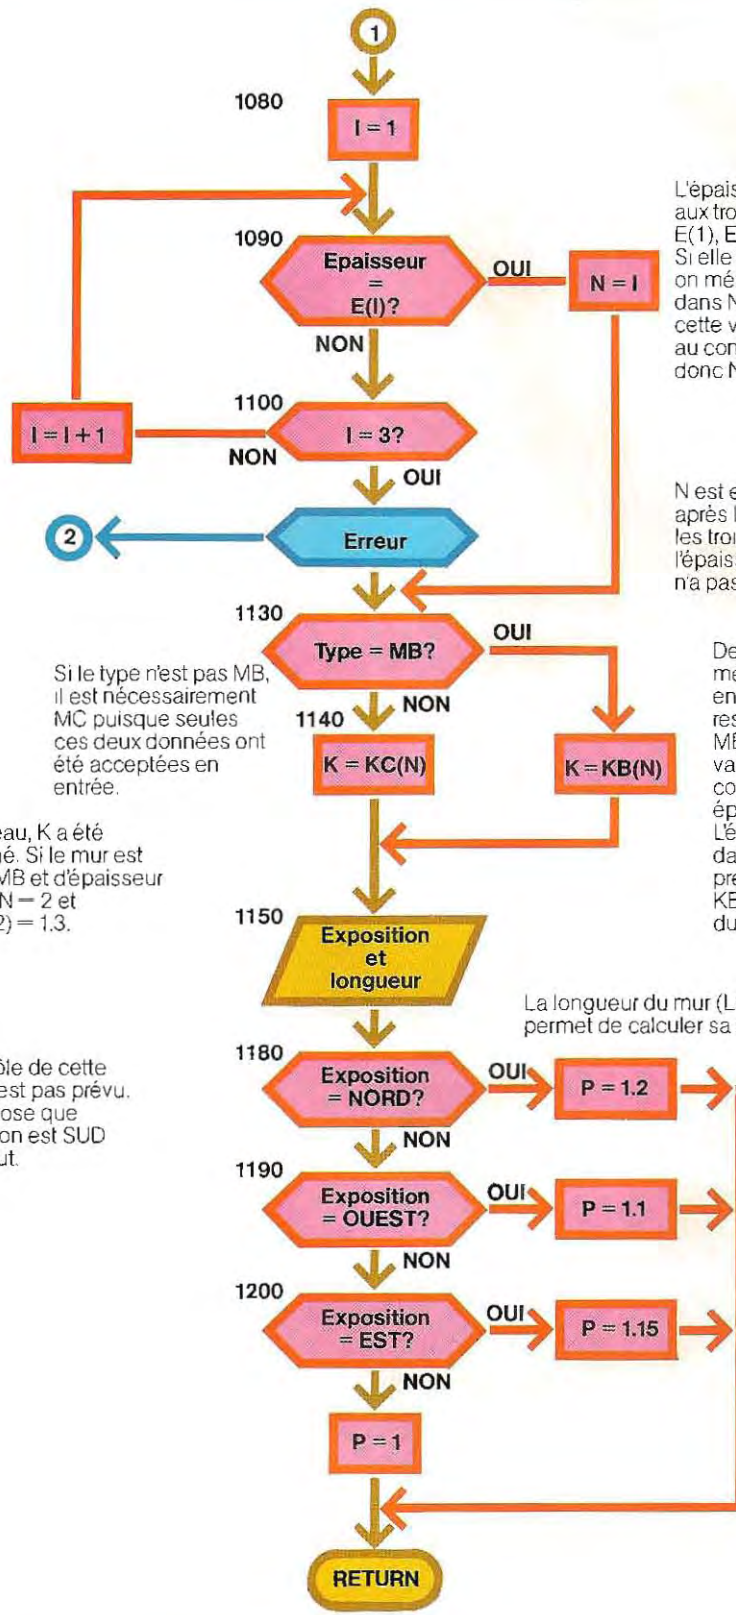 1
1080
I = 1
1090
Epaisseur
=
E(I)?
OUI
N = I
NON
1100
I = 3?
I = I + 1
NON
OUI
2
Erreur
1130
Type = MB?
OUI
NON
1140
K = KC(N)
K = KB(N)
Si le type n'est pas MB,
il est nécessairement
MC puisque seules
ces deux données ont
été acceptées en
entrée.
eau, K a été
né. Si le mur est
MB et d'épaisseur
N = 2 et
2) = 1.3.
1150
Exposition
et
longueur
La longueur du mur (L
permet de calculer sa
1180
Exposition
= NORD?
OUI
P = 1.2
NON
ôle de cette
est pas prévu.
ose que
on est SUD
ut.
1190
Exposition
= OUEST?
OUI
P = 1.1
NON
1200
Exposition
= EST?
OUI
P = 1.15
NON
P = 1
RETURN
L'épais
aux tro
E(1), E
Si elle
on mé
dans N
cette v
au con
donc N
N est e
après l
les troi
l'épais
n'a pas
De
me
en
res
ME
va
co
ép
L'é
da
pre
KB
du